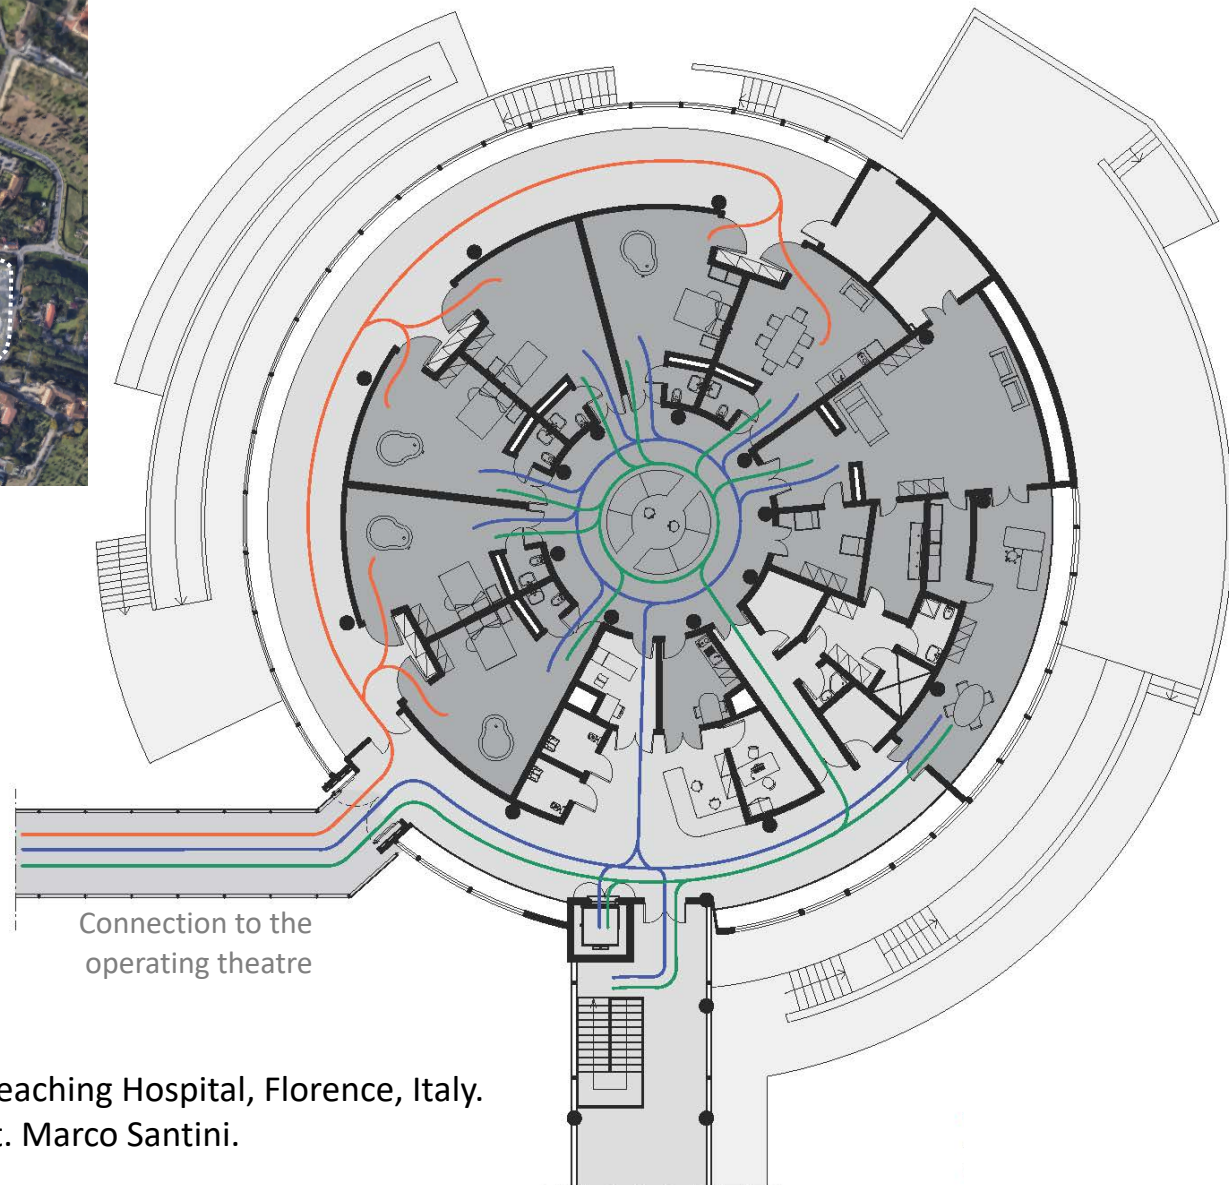 Connection to the
operating theatre
eaching Hospital, Florence, Italy.
t. Marco Santini.